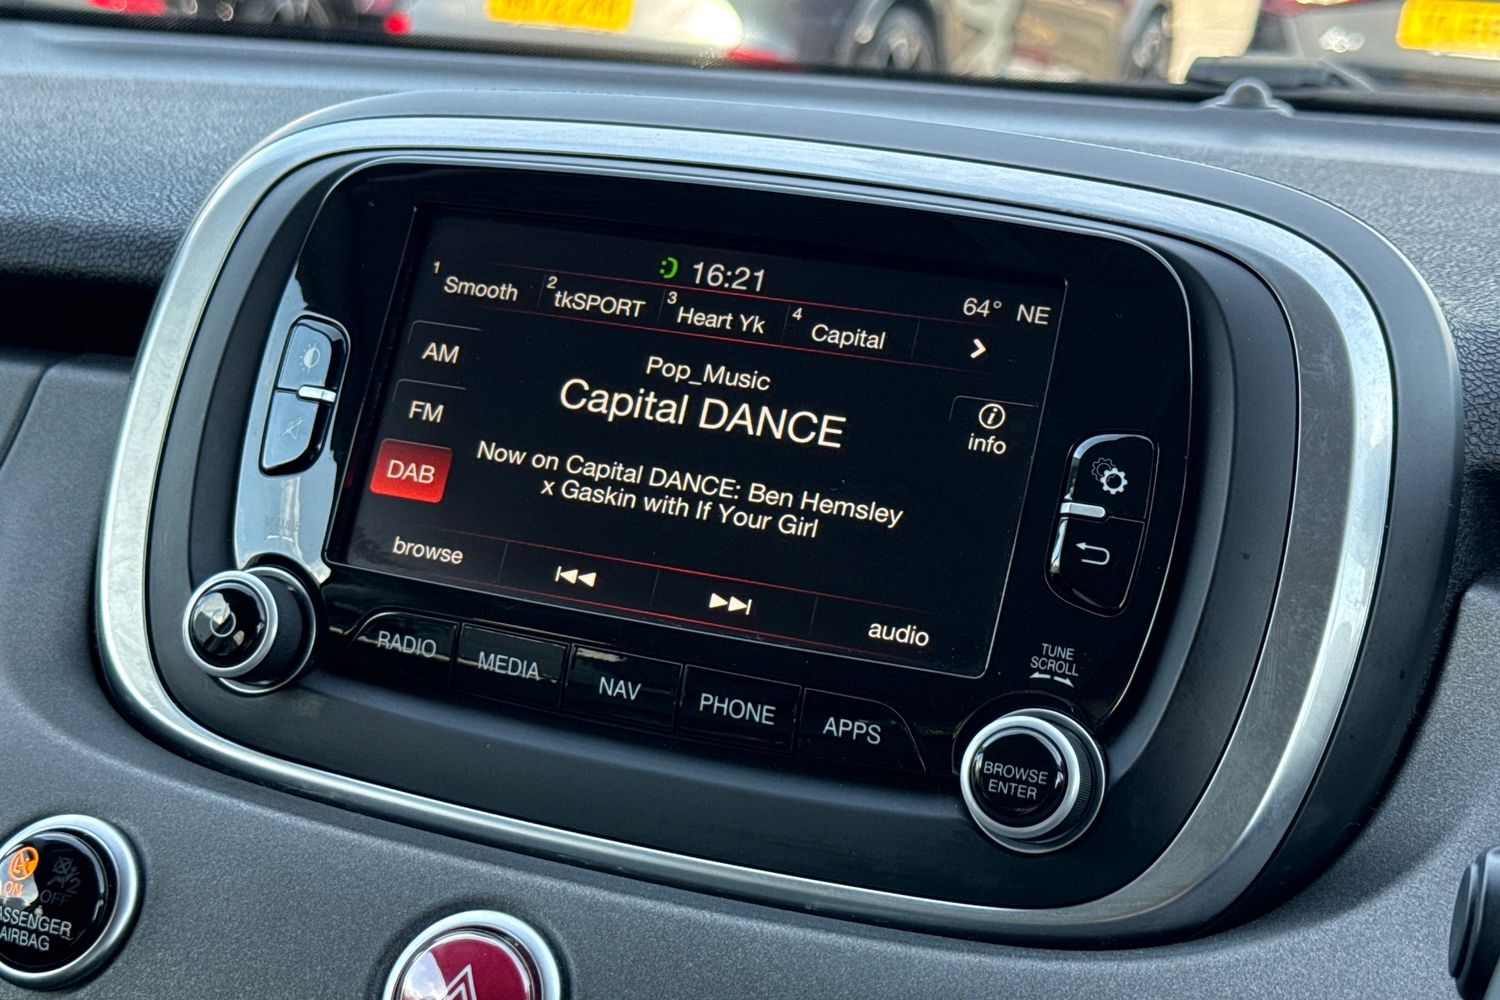 16:21
64° NE
1 Smooth
2 tkSPORT
3 Heart Yk
4 Capital
AM
Pop_Music
FM
Capital DANCE
info
DAB
Now on Capital DANCE: Ben Hemsley
x Gaskin with If Your Girl
browse
audio
RADIO
MEDIA
NAV
PHONE
APPS
TUNE
SCROLL
BROWSE
ENTER
ON
OFF
AIRBAG